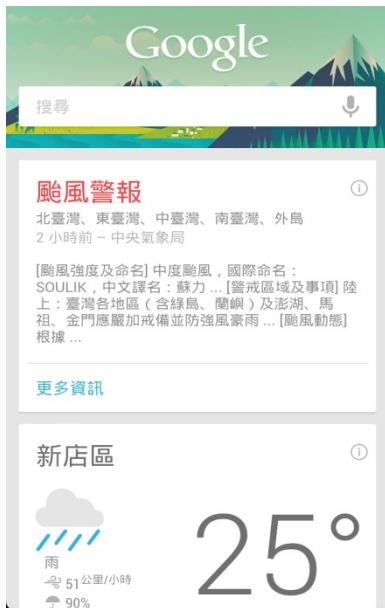 Google
搜尋
颱風警報
北臺灣、東臺灣、中臺灣、南臺灣、外島
2 小時前 – 中央氣象局
[颱風強度及命名] 中度颱風，國際命名：
SOULIK，中文譯名：蘇力 ... [警戒區域及事項] 陸
上：臺灣各地區（含綠島、蘭嶼）及澎湖、馬
祖、金門應嚴加戒備並防強風豪雨 ... [颱風動態]
根據 ...
更多資訊
新店區
25°
雨
51公里/小時
90%